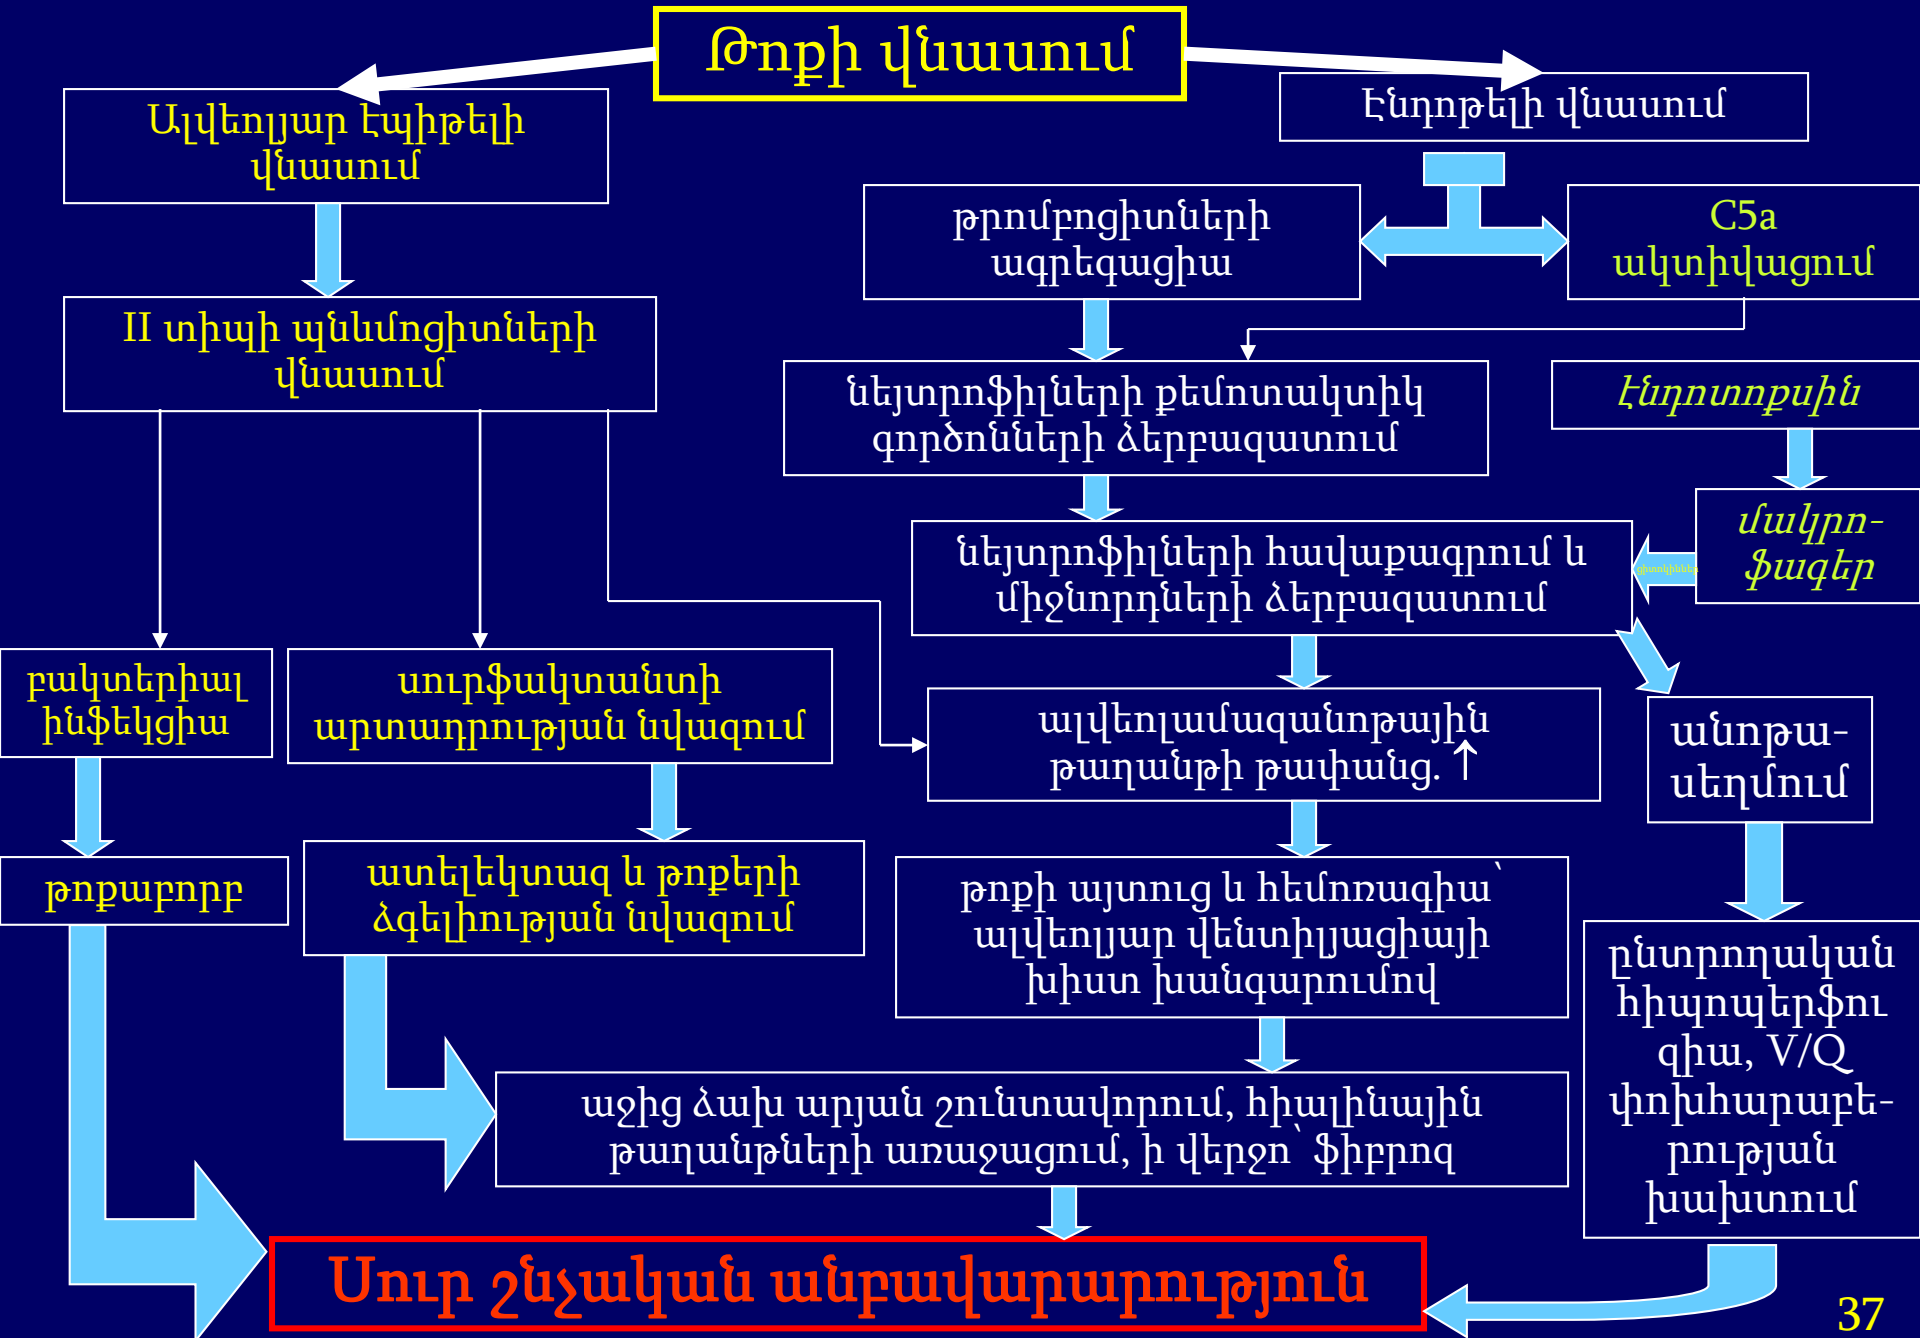 Թոքի վնասում
Ալվեոլյար էպիթելի
վնասում
Էնդոթելի վնասում
թրոմբոցիտների
ագրեգացիա
C5a
ակտիվացում
II տիպի պնևմոցիտների
վնասում
նեյտրոֆիլների քեմոտակտիկ
գործոնների ձերբազատում
էնդոտոքսին
նեյտրոֆիլների հավաքագրում և
միջնորդների ձերբազատում
ցիտոկիններ
մակրո-
ֆագեր
բակտերիալ
ինֆեկցիա
սուրֆակտանտի
արտադրության նվազում
ալվեոլամազանոթային
թաղանթի թափանց. ↑
անոթա-
սեղմում
թոքաբորբ
ատելեկտազ և թոքերի
ձգելիության նվազում
թոքի այտուց և հեմոռագիա՝
ալվեոլյար վենտիլյացիայի
խիստ խանգարումով
ընտրողական
հիպոպերֆու
զիա, V/Q
փոխհարաբե-
րության
խախտում
աջից ձախ արյան շունտավորում, հիալինային
թաղանթների առաջացում, ի վերջո՝ ֆիբրոզ
Սուր շնչական անբավարարություն
37